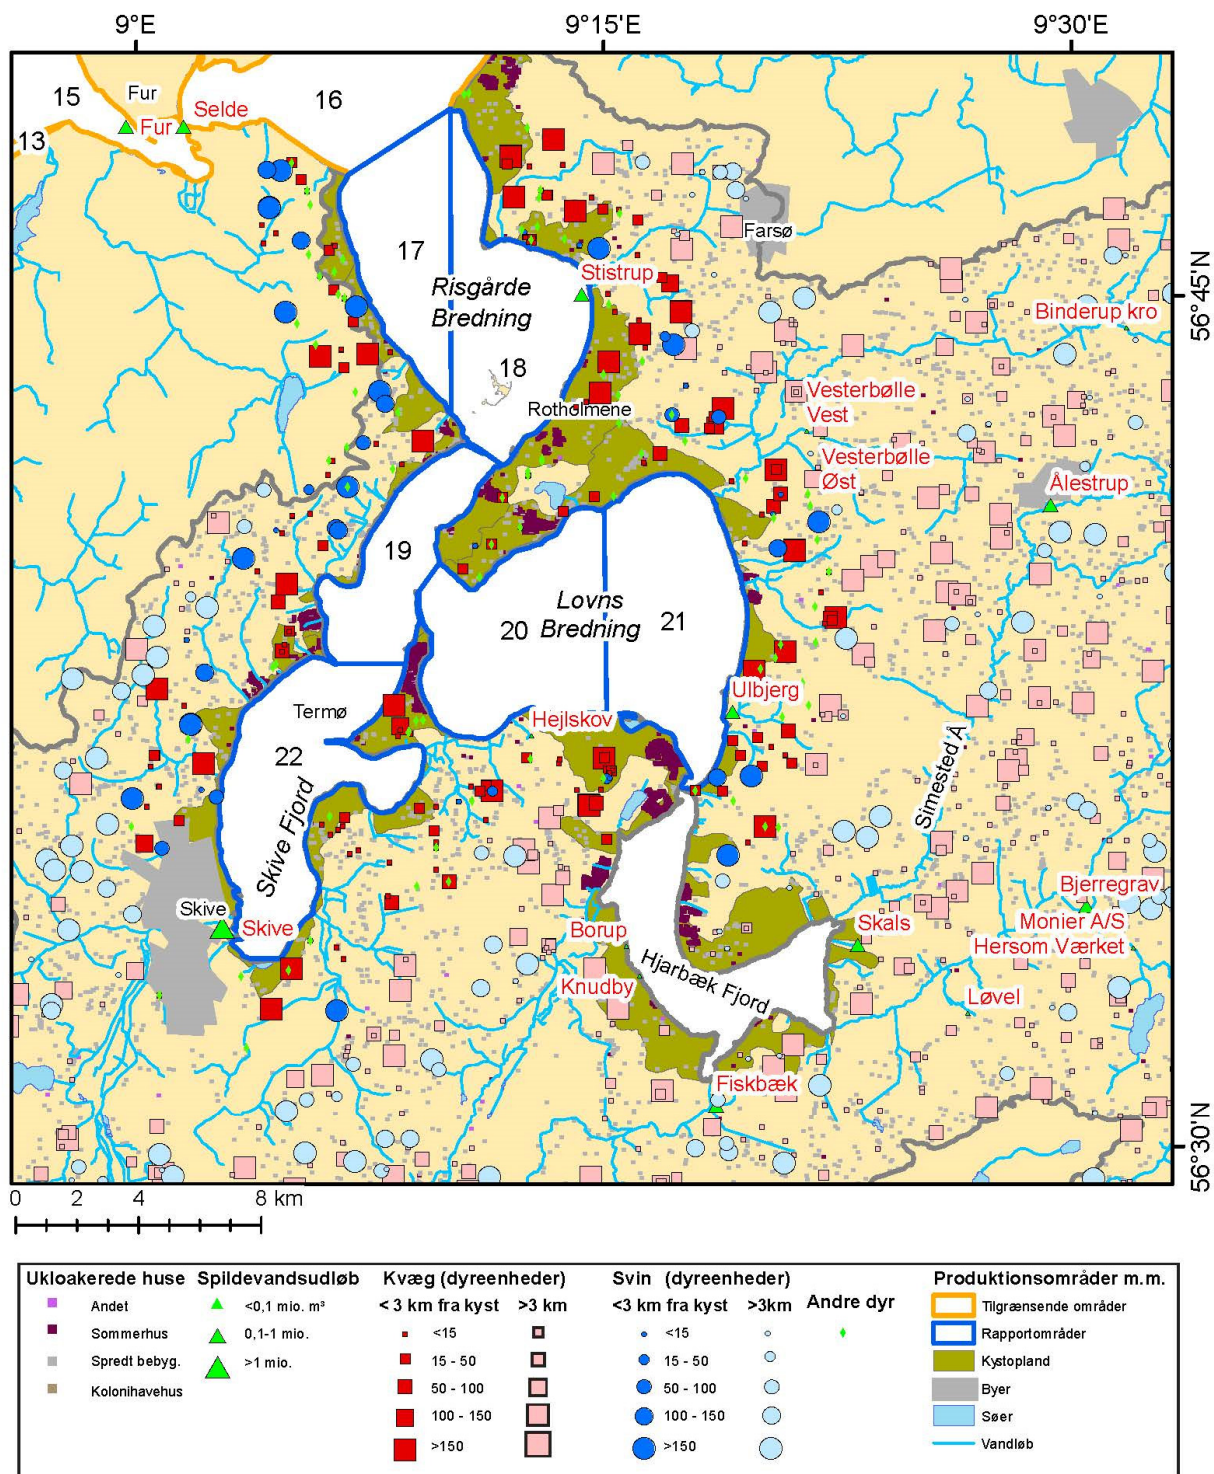 9°E
9°15'E
9°30'E
15
Fur
16
Selde
Fur
13
17
Farsø
Risgårde
Bredning
Stistrup
56°45'N
Binderup kro
18
Rotholmene
Vesterbølle
Vest
Vesterbølle
Øst
Ålestrup
19
Lovns
Bredning
20
21
Ulbjerg
Termø
Hejlskov
22
Simested Å
Skive Fjord
Skive
Skive
Borup
Knudby
Hjarbæk Fjord
Skals
Bjerregrav
Monier A/S
Hersom Værket
Løvel
Fiskbæk
56°30'N
0 2 4 8 km
Ukloakerede huse
Andet
Sommerhus
Spredt bebyg.
Kolonihavehus
Spildevandsudløb
<0,1 mio. m³
0,1-1 mio.
>1 mio.
Kvæg (dyreenheder)
< 3 km fra kyst >3 km
<15
15 - 50
50 - 100
100 - 150
>150
Svin (dyreenheder)
<3 km fra kyst >3km
<15
15 - 50
50 - 100
100 - 150
>150
Andre dyr
Produktionsområder m.m.
Tilgrænsende områder
Rapportområder
Kystopland
Byer
Søer
Vandløb